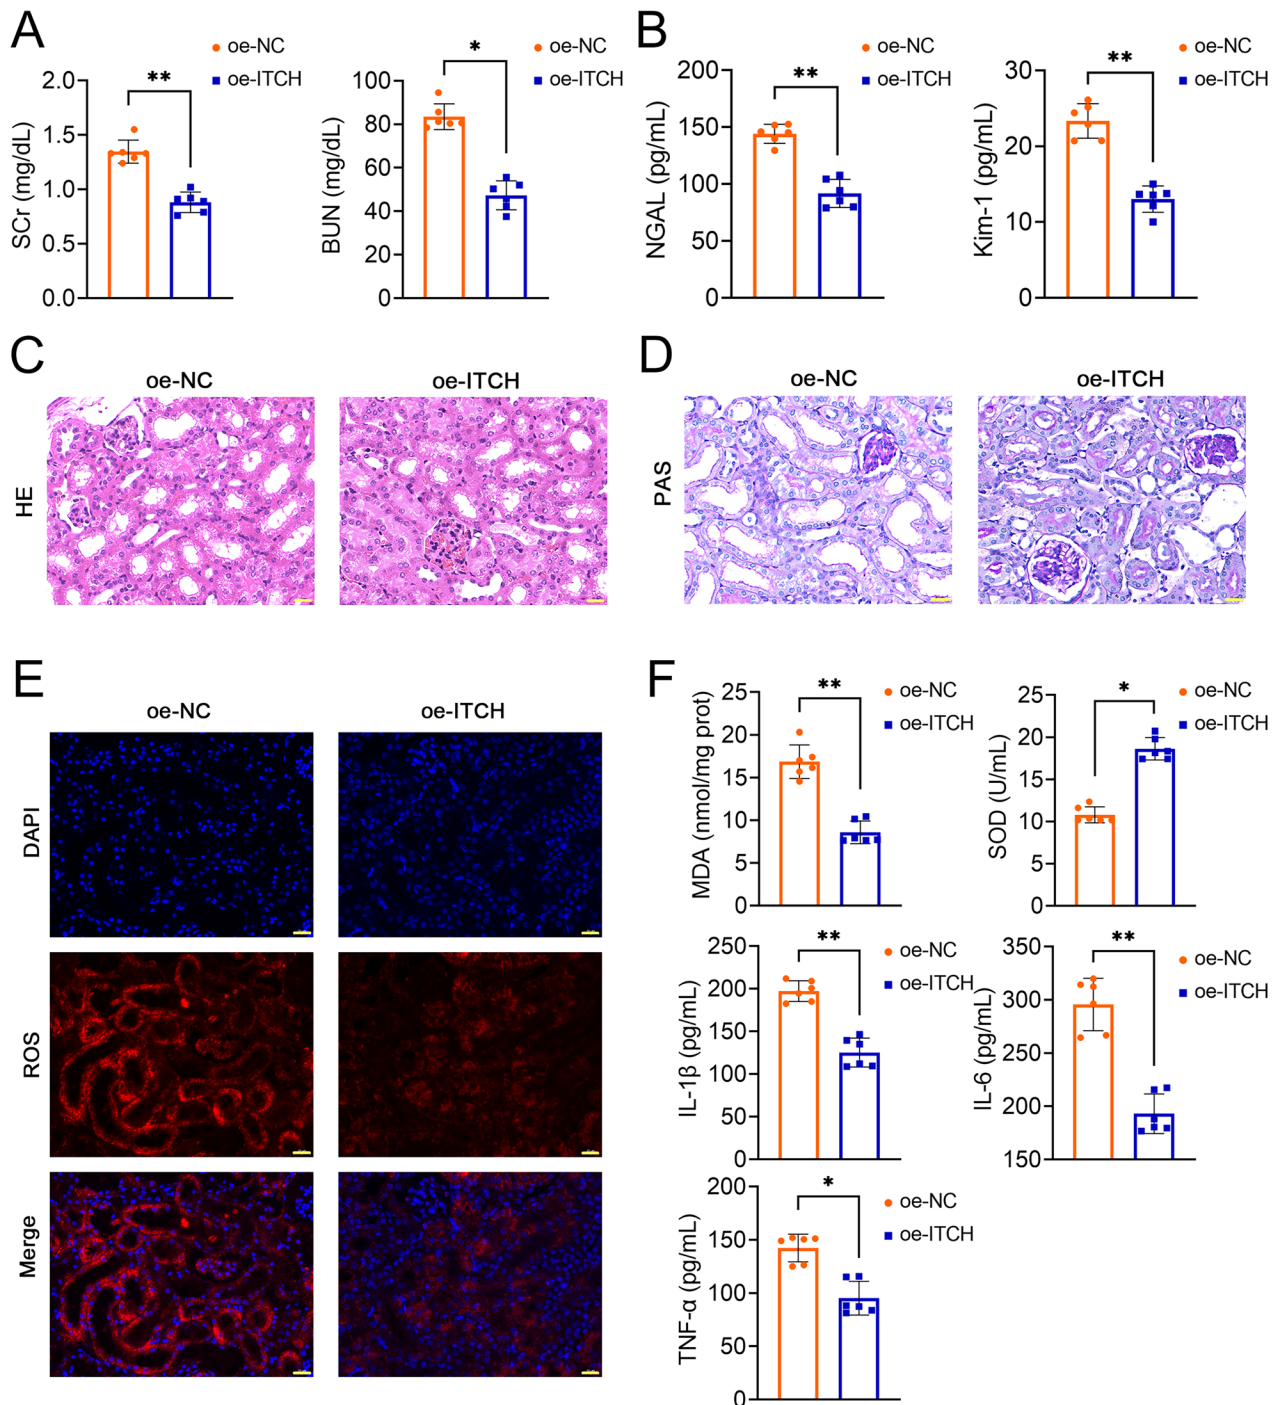 A
oe-NC
oe-ITCH
**
SCr (mg/dL)
2.0
1.5
1.0
0.5
0.0
oe-NC
oe-ITCH
*
BUN (mg/dL)
100
80
60
40
20
0
B
oe-NC
oe-ITCH
**
NGAL (pg/mL)
200
150
100
50
0
oe-NC
oe-ITCH
**
Kim-1 (pg/mL)
30
20
10
0
C
oe-NC
oe-ITCH
HE
D
oe-NC
oe-ITCH
PAS
E
oe-NC
oe-ITCH
DAPI
ROS
Merge
F
oe-NC
oe-ITCH
**
MDA (nmol/mg prot)
25
20
15
10
5
0
oe-NC
oe-ITCH
*
SOD (U/mL)
25
20
15
10
5
0
oe-NC
oe-ITCH
**
IL-1β (pg/mL)
250
200
150
100
50
0
oe-NC
oe-ITCH
**
IL-6 (pg/mL)
350
300
250
200
150
oe-NC
oe-ITCH
*
TNF-α (pg/mL)
200
150
100
50
0